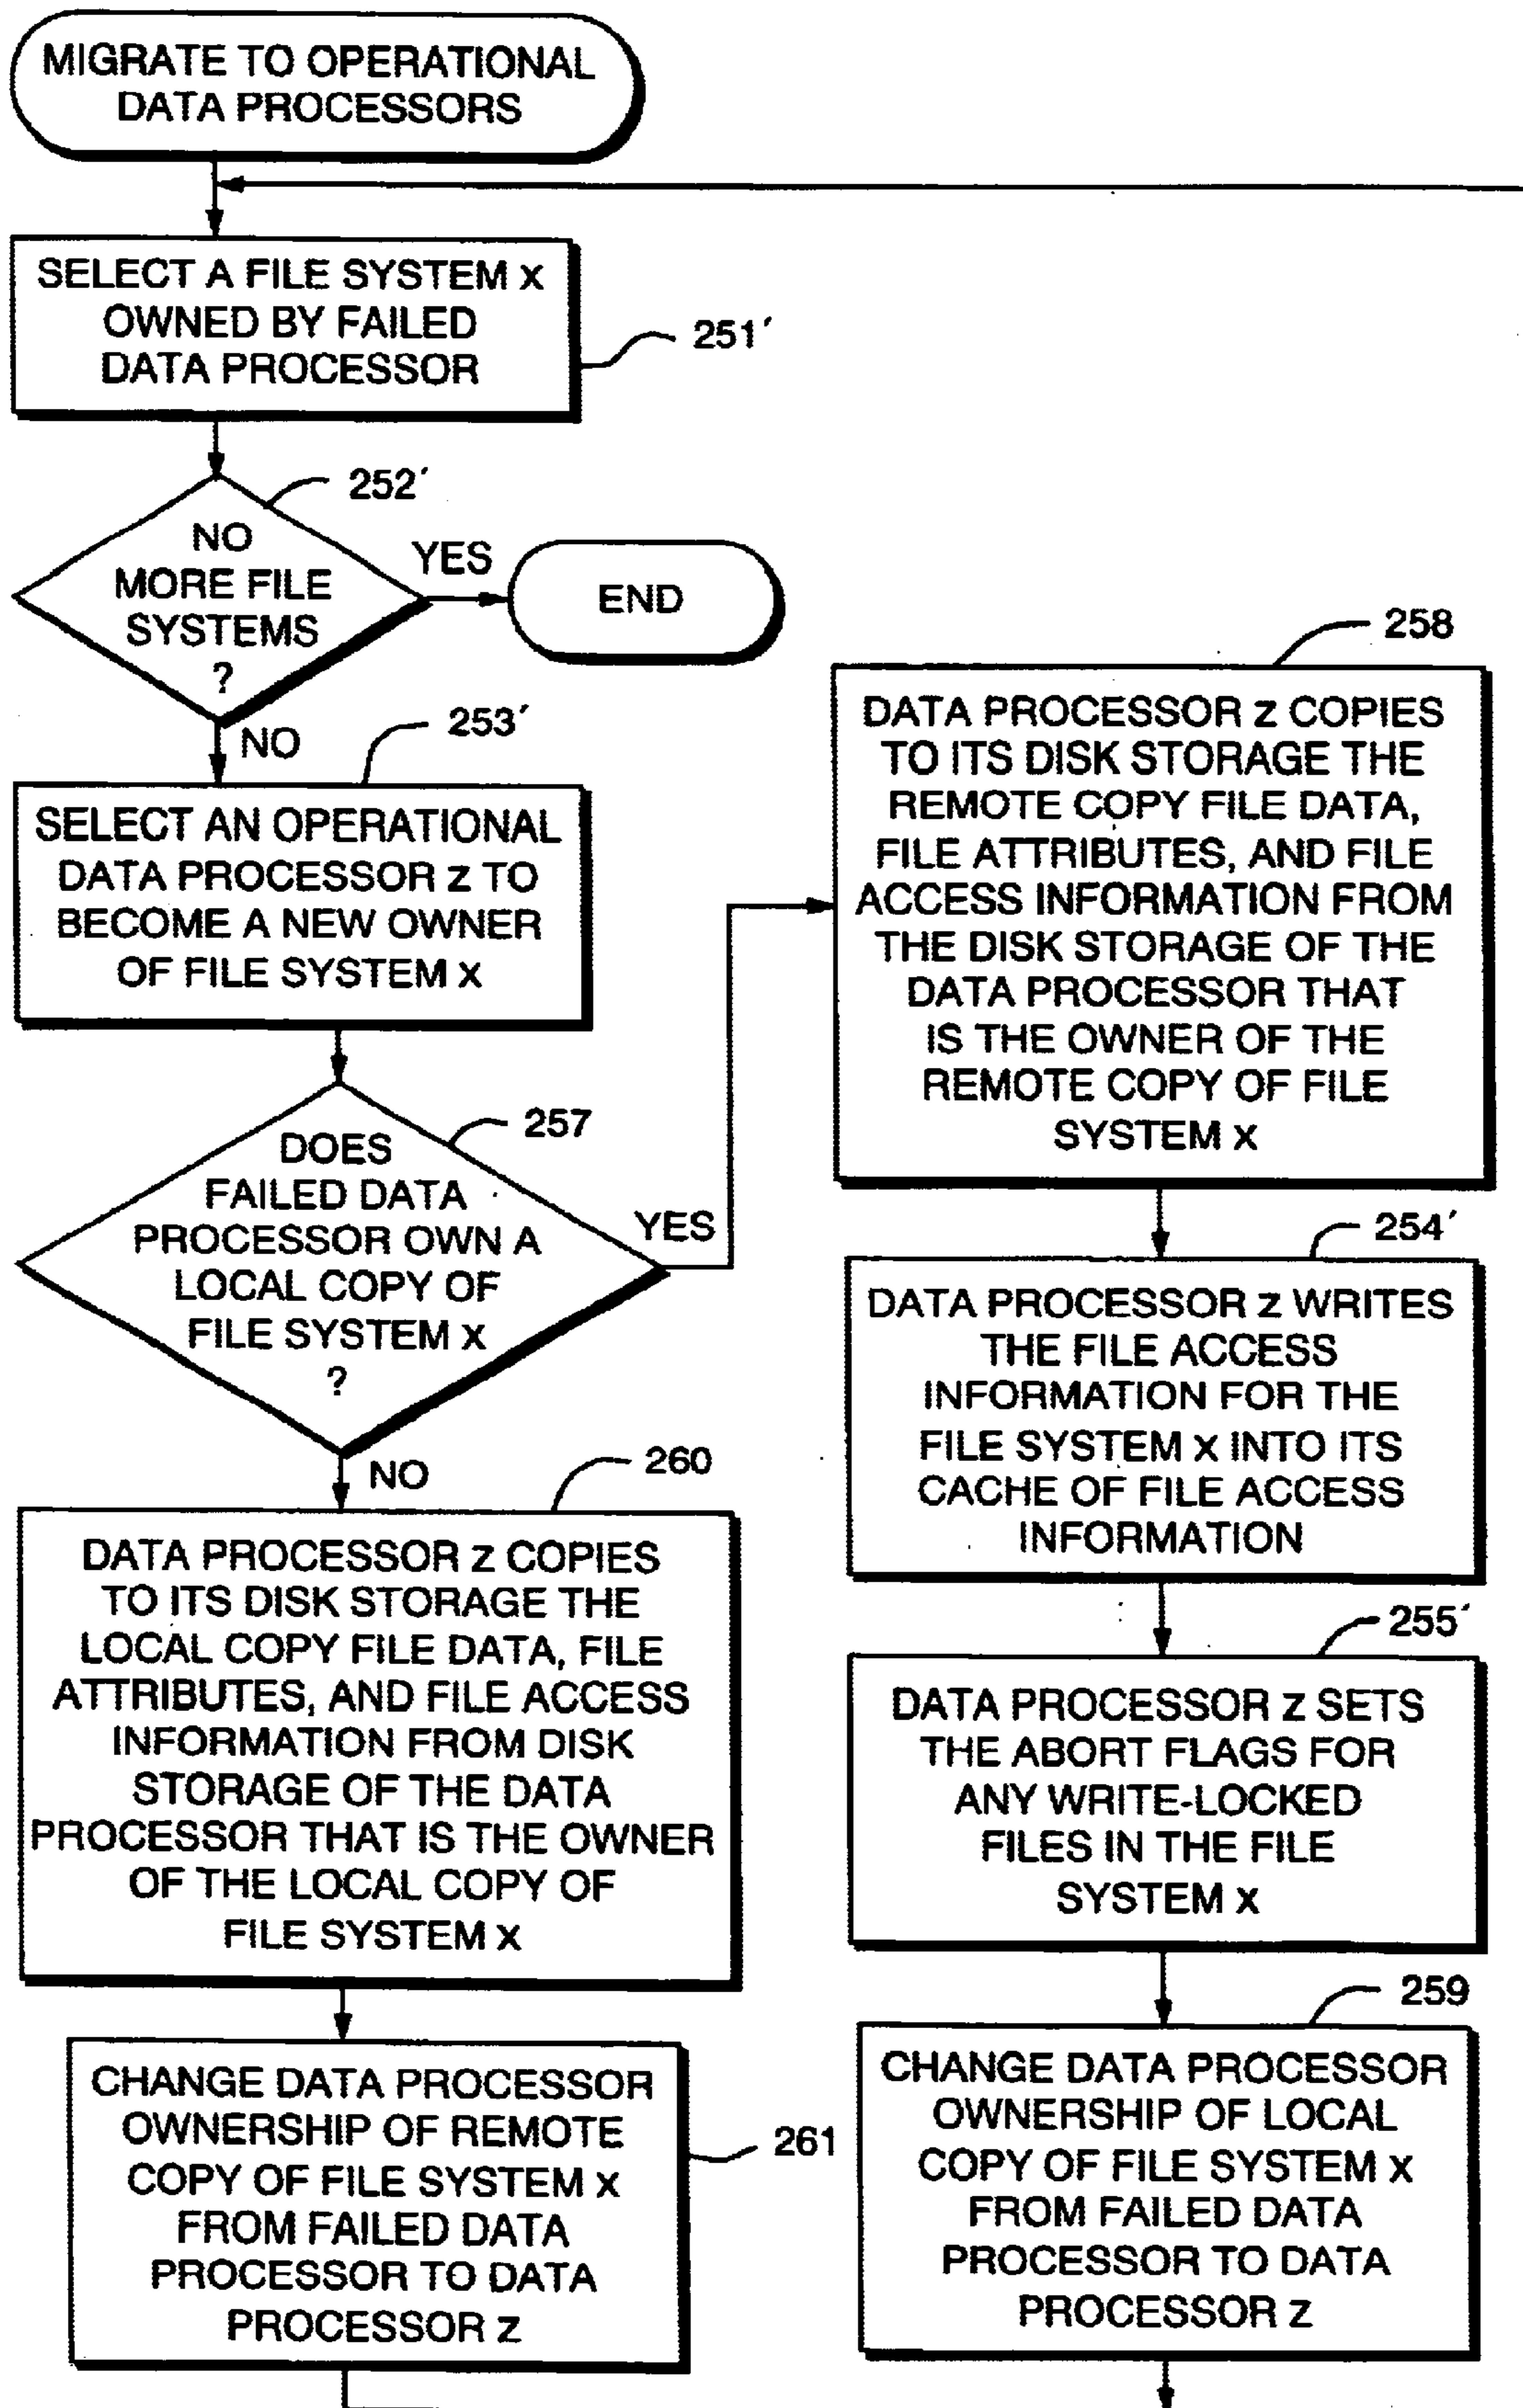 MIGRATE TO OPERATIONAL
DATA PROCESSORS
SELECT A FILE SYSTEM X
OWNED BY FAILED
DATA PROCESSOR
251′
252′
NO
MORE FILE
SYSTEMS
?
YES
END
NO
253′
SELECT AN OPERATIONAL
DATA PROCESSOR Z TO
BECOME A NEW OWNER
OF FILE SYSTEM X
257
DOES
FAILED DATA
PROCESSOR OWN A
LOCAL COPY OF
FILE SYSTEM X
?
YES
NO
260
DATA PROCESSOR Z COPIES
TO ITS DISK STORAGE THE
LOCAL COPY FILE DATA, FILE
ATTRIBUTES, AND FILE ACCESS
INFORMATION FROM DISK
STORAGE OF THE DATA
PROCESSOR THAT IS THE OWNER
OF THE LOCAL COPY OF
FILE SYSTEM X
CHANGE DATA PROCESSOR
OWNERSHIP OF REMOTE
COPY OF FILE SYSTEM X
FROM FAILED DATA
PROCESSOR TO DATA
PROCESSOR Z
261
258
DATA PROCESSOR Z COPIES
TO ITS DISK STORAGE THE
REMOTE COPY FILE DATA,
FILE ATTRIBUTES, AND FILE
ACCESS INFORMATION FROM
THE DISK STORAGE OF THE
DATA PROCESSOR THAT
IS THE OWNER OF THE
REMOTE COPY OF FILE
SYSTEM X
254′
DATA PROCESSOR Z WRITES
THE FILE ACCESS
INFORMATION FOR THE
FILE SYSTEM X INTO ITS
CACHE OF FILE ACCESS
INFORMATION
255′
DATA PROCESSOR Z SETS
THE ABORT FLAGS FOR
ANY WRITE-LOCKED
FILES IN THE FILE
SYSTEM X
259
CHANGE DATA PROCESSOR
OWNERSHIP OF LOCAL
COPY OF FILE SYSTEM X
FROM FAILED DATA
PROCESSOR TO DATA
PROCESSOR Z